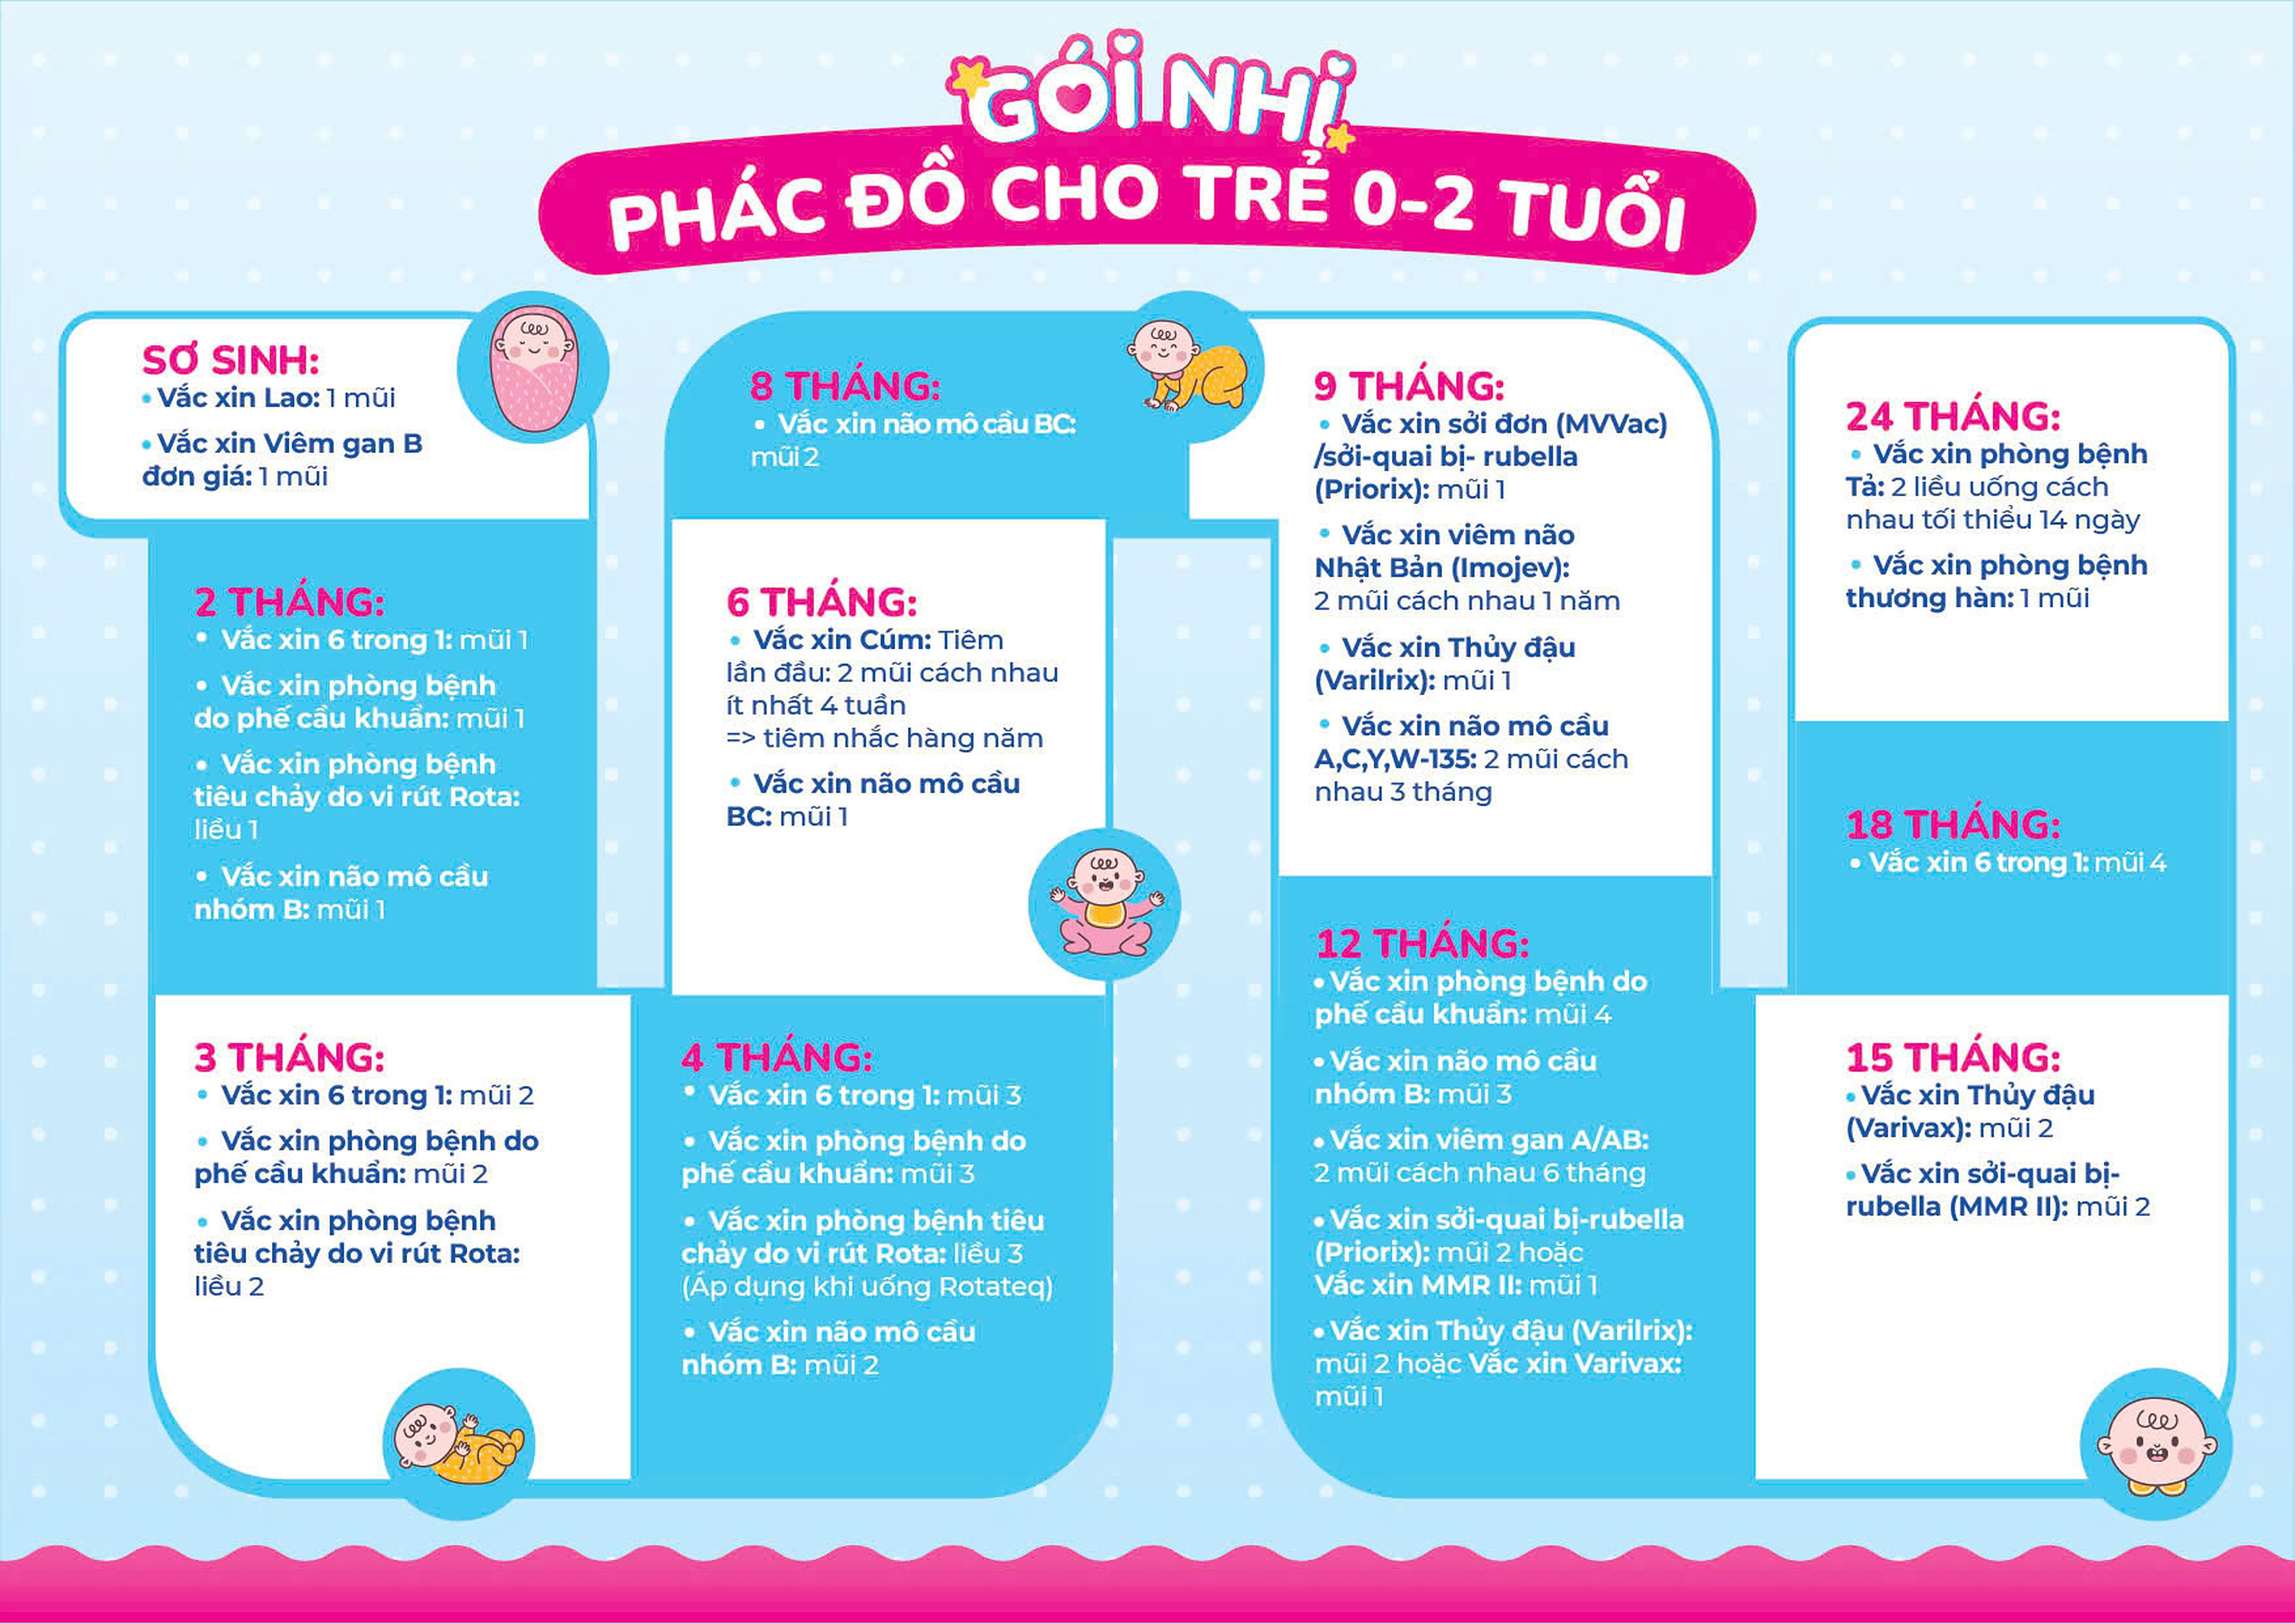 GÓI NHI
PHÁC ĐỒ CHO TRẺ 0-2 TUỔI
SƠ SINH:
• Vắc xin Lao: 1 mũi
• Vắc xin Viêm gan B
đơn giá: 1 mũi
2 THÁNG:
• Vắc xin 6 trong 1: mũi 1
• Vắc xin phòng bệnh
do phế cầu khuẩn: mũi 1
• Vắc xin phòng bệnh
tiêu chảy do vi rút Rota:
liều 1
• Vắc xin não mô cầu
nhóm B: mũi 1
3 THÁNG:
• Vắc xin 6 trong 1: mũi 2
• Vắc xin phòng bệnh do
phế cầu khuẩn: mũi 2
• Vắc xin phòng bệnh
tiêu chảy do vi rút Rota:
liều 2
4 THÁNG:
• Vắc xin 6 trong 1: mũi 3
• Vắc xin phòng bệnh do
phế cầu khuẩn: mũi 3
• Vắc xin phòng bệnh tiêu
chảy do vi rút Rota: liều 3
(Áp dụng khi uống Rotateq)
• Vắc xin não mô cầu
nhóm B: mũi 2
6 THÁNG:
• Vắc xin Cúm: Tiêm
lần đầu: 2 mũi cách nhau
ít nhất 4 tuần
=> tiêm nhắc hàng năm
• Vắc xin não mô cầu
BC: mũi 1
8 THÁNG:
• Vắc xin não mô cầu BC:
mũi 2
9 THÁNG:
• Vắc xin sởi đơn (MVVac)
/sởi-quai bị- rubella
(Priorix): mũi 1
• Vắc xin viêm não
Nhật Bản (Imojev):
2 mũi cách nhau 1 năm
• Vắc xin Thủy đậu
(Varilrix): mũi 1
• Vắc xin não mô cầu
A,C,Y,W-135: 2 mũi cách
nhau 3 tháng
12 THÁNG:
• Vắc xin phòng bệnh do
phế cầu khuẩn: mũi 4
• Vắc xin não mô cầu
nhóm B: mũi 3
• Vắc xin viêm gan A/AB:
2 mũi cách nhau 6 tháng
• Vắc xin sởi-quai bị-rubella
(Priorix): mũi 2 hoặc
Vắc xin MMR II: mũi 1
• Vắc xin Thủy đậu (Varilrix):
mũi 2 hoặc Vắc xin Varivax:
mũi 1
15 THÁNG:
• Vắc xin Thủy đậu
(Varivax): mũi 2
• Vắc xin sởi-quai bị-
rubella (MMR II): mũi 2
18 THÁNG:
• Vắc xin 6 trong 1: mũi 4
24 THÁNG:
• Vắc xin phòng bệnh
Tả: 2 liều uống cách
nhau tối thiểu 14 ngày
• Vắc xin phòng bệnh
thương hàn: 1 mũi